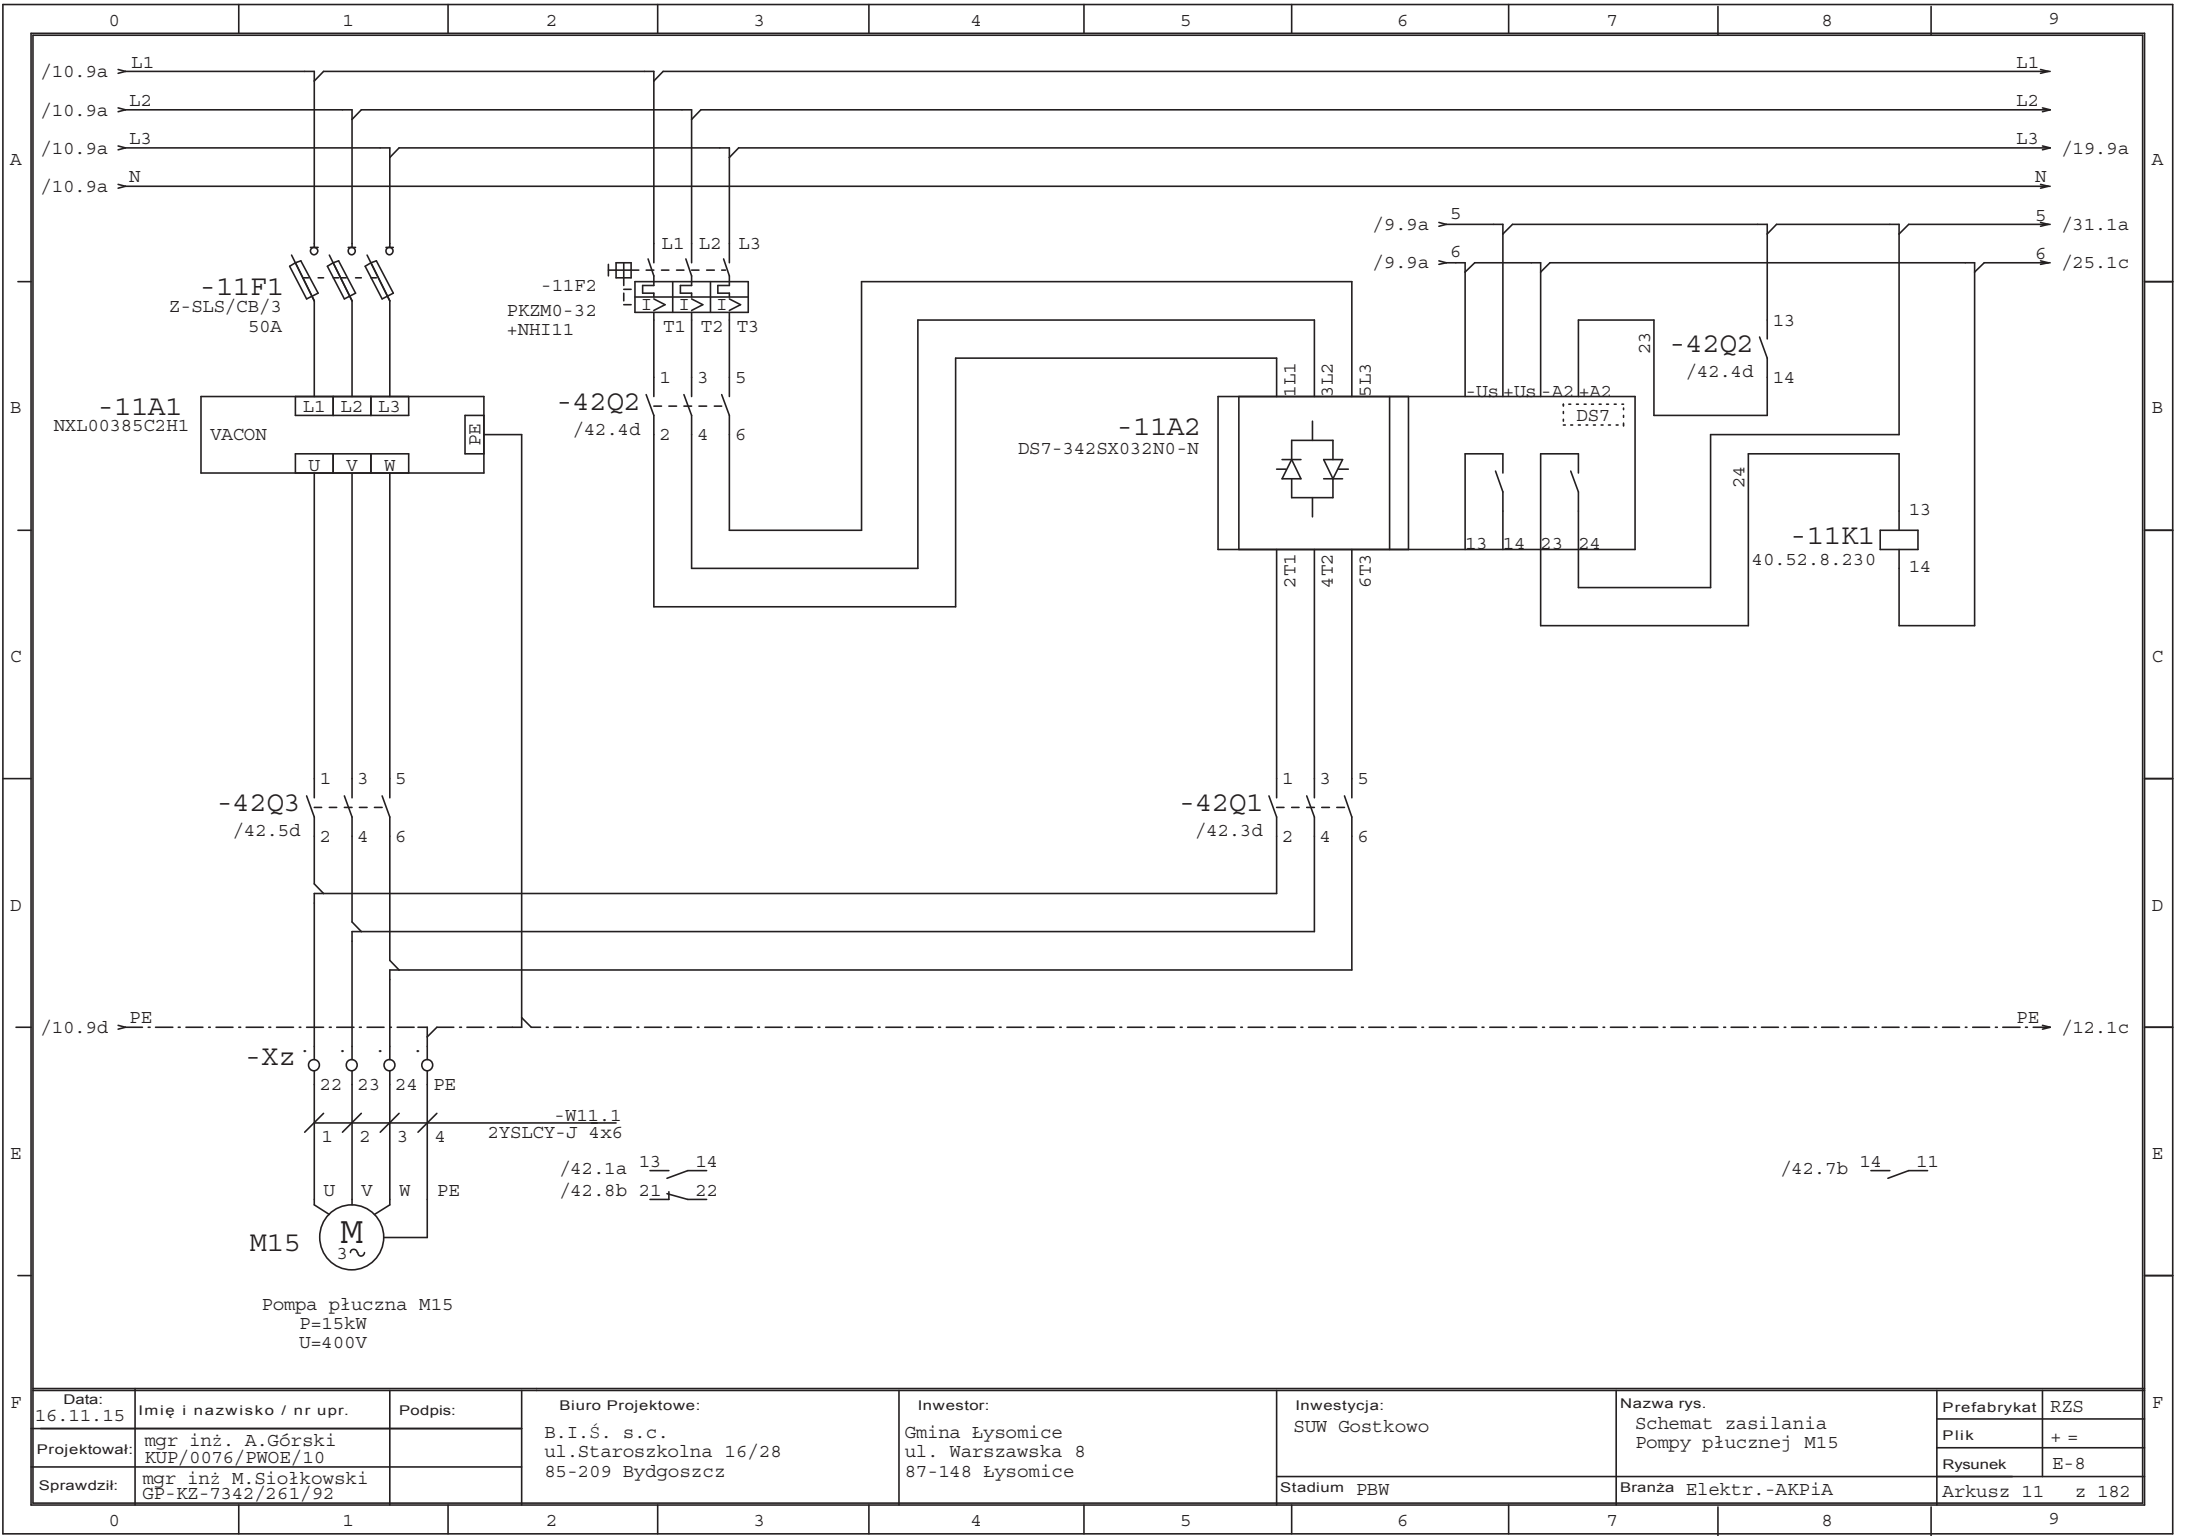 0 1 2 3 4 5 6 7 8 9
/10.9a L1 L1
/10.9a L2 L2
/10.9a L3 L3 /19.9a
A A
/10.9a N N
/9.9a 5 5 /31.1a
/9.9a 6 6 /25.1c
L1 L2 L3
-11F1
Z-SLS/CB/3
50A
-11F2
PKZM0-32
+NHI11
I> I> I>
T1 T2 T3
13
23
-42Q2
/42.4d
14
1 3 5
-42Q2
/42.4d
2 4 6
1L1 3L2 5L3
-Us +Us -A2 +A2
DS7
B B
-11A1
NXL00385C2H1
L1 L2 L3
VACON
PE
U V W
-11A2
DS7-342SX032N0-N
24
13 14 23 24
13
-11K1
40.52.8.230
14
2T1 4T2 6T3
C C
1 3 5
-42Q3
/42.5d
2 4 6
1 3 5
-42Q1
/42.3d
2 4 6
D D
/10.9d PE PE /12.1c
-Xz
22 23 24 PE
-W11.1
2YSLCY-J 4x6
1 2 3 4
E E
/42.1a 13 14
/42.8b 21 22
/42.7b 14 11
U V W PE
M15
M
3~
Pompa płuczna M15
P=15kW
U=400V
F F
Data:
16.11.15
Imię i nazwisko / nr upr.
Podpis:
Projektował:
mgr inż. A.Górski
KUP/0076/PWOE/10
Sprawdził:
mgr inż M.Siołkowski
GP-KZ-7342/261/92
Biuro Projektowe:
B.I.Ś. s.c.
ul.Staroszkolna 16/28
85-209 Bydgoszcz
Inwestor:
Gmina Łysomice
ul. Warszawska 8
87-148 Łysomice
Inwestycja:
SUW Gostkowo
Stadium PBW
Nazwa rys.
Schemat zasilania
Pompy płucznej M15
Branża Elektr.-AKPiA
Prefabrykat RZS
Plik + =
Rysunek E-8
Arkusz 11 z 182
0 1 2 3 4 5 6 7 8 9